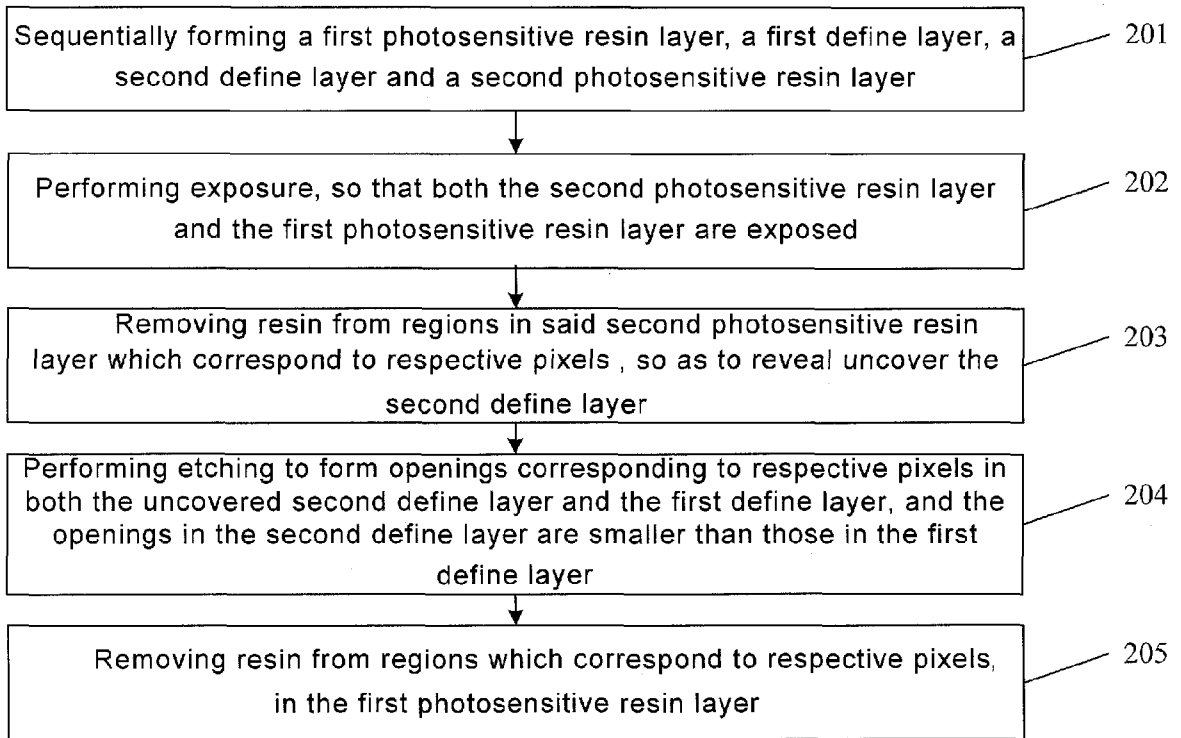 Sequentially forming a first photosensitive resin layer, a first define layer, a
second define layer and a second photosensitive resin layer
201
Performing exposure, so that both the second photosensitive resin layer
and the first photosensitive resin layer are exposed
202
Removing resin from regions in said second photosensitive resin
layer which correspond to respective pixels , so as to reveal uncover the
second define layer
203
Performing etching to form openings corresponding to respective pixels in
both the uncovered second define layer and the first define layer, and the
openings in the second define layer are smaller than those in the first
define layer
204
Removing resin from regions which correspond to respective pixels,
in the first photosensitive resin layer
205